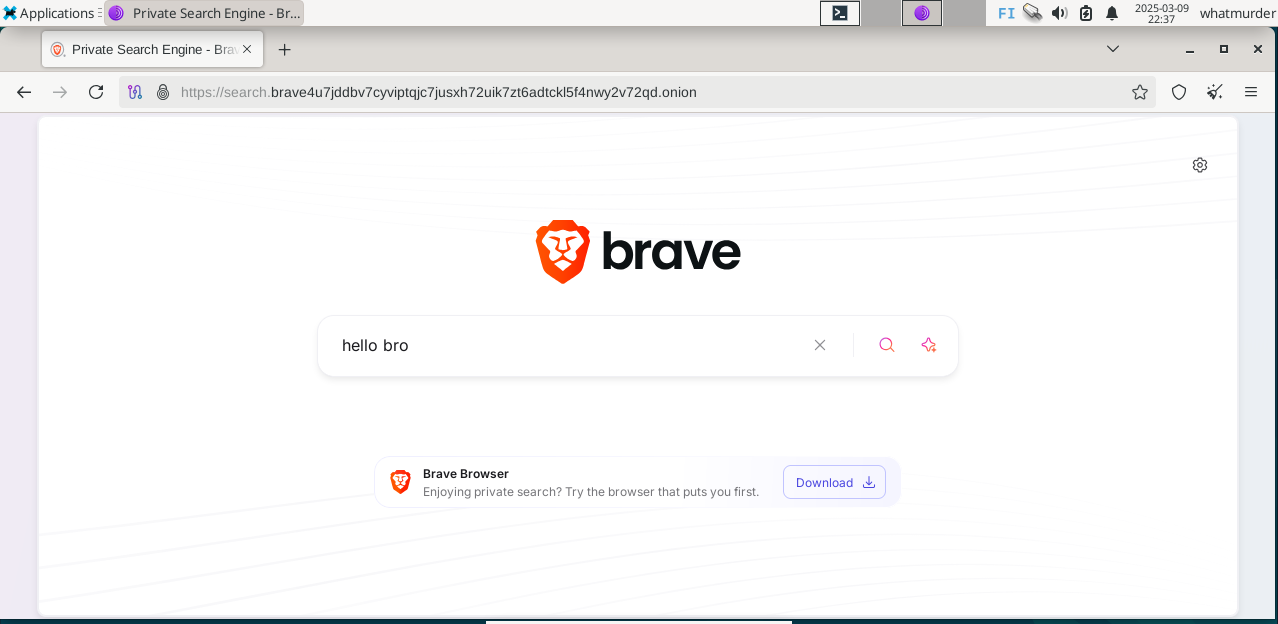 Applications
Private Search Engine - Br...
FI
2025-03-09
22:37
whatmurder
Private Search Engine - Brav
https://search.brave4u7jddbv7cyviptqjc7jusxh72uik7zt6adtckl5f4nwy2v72qd.onion
brave
hello bro
Brave Browser
Enjoying private search? Try the browser that puts you first.
Download